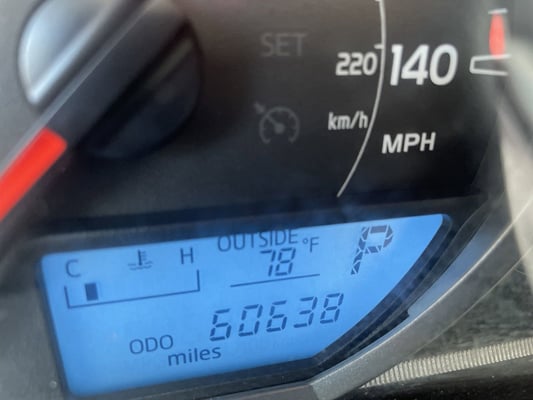 SET
220 140
km/h
MPH
OUTSIDE
C H 78 °F P
60638
ODO
miles